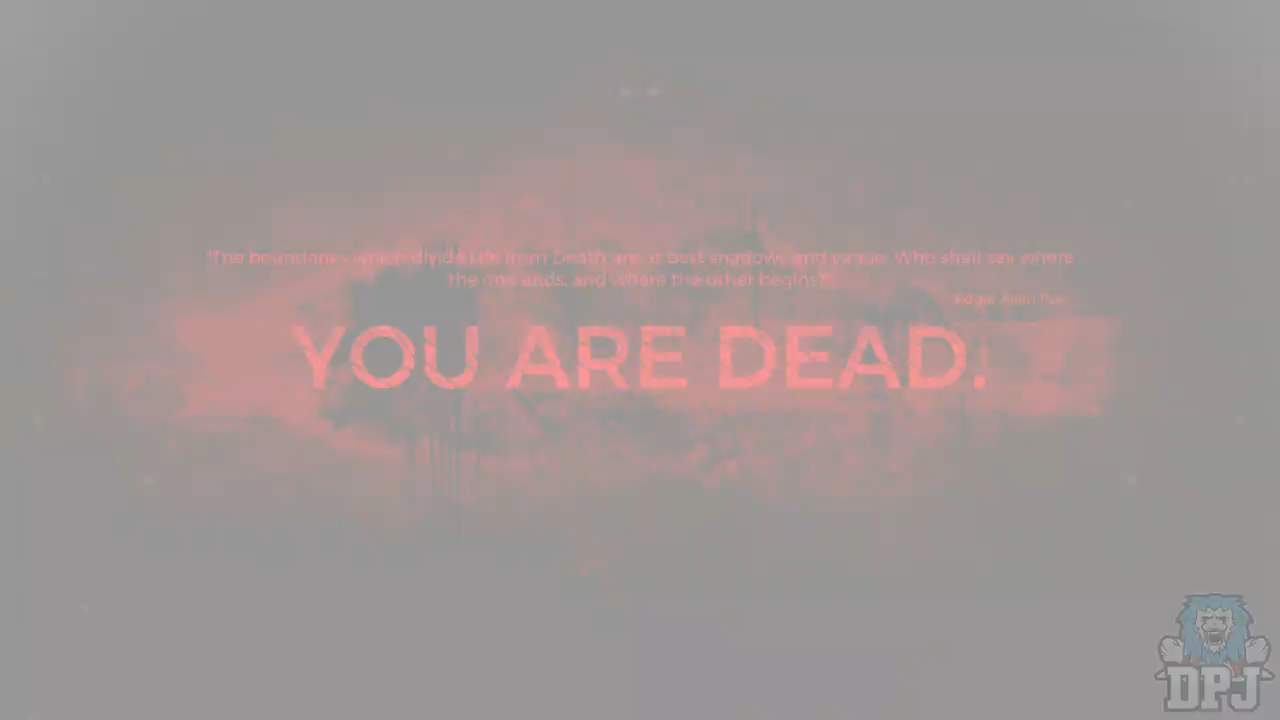 "The boundaries which divide Life from Death are at best shadowy and vague. Who shall say where
the one ends, and where the other begins?"
- Edgar Allan Poe
YOU ARE DEAD.
DPJ